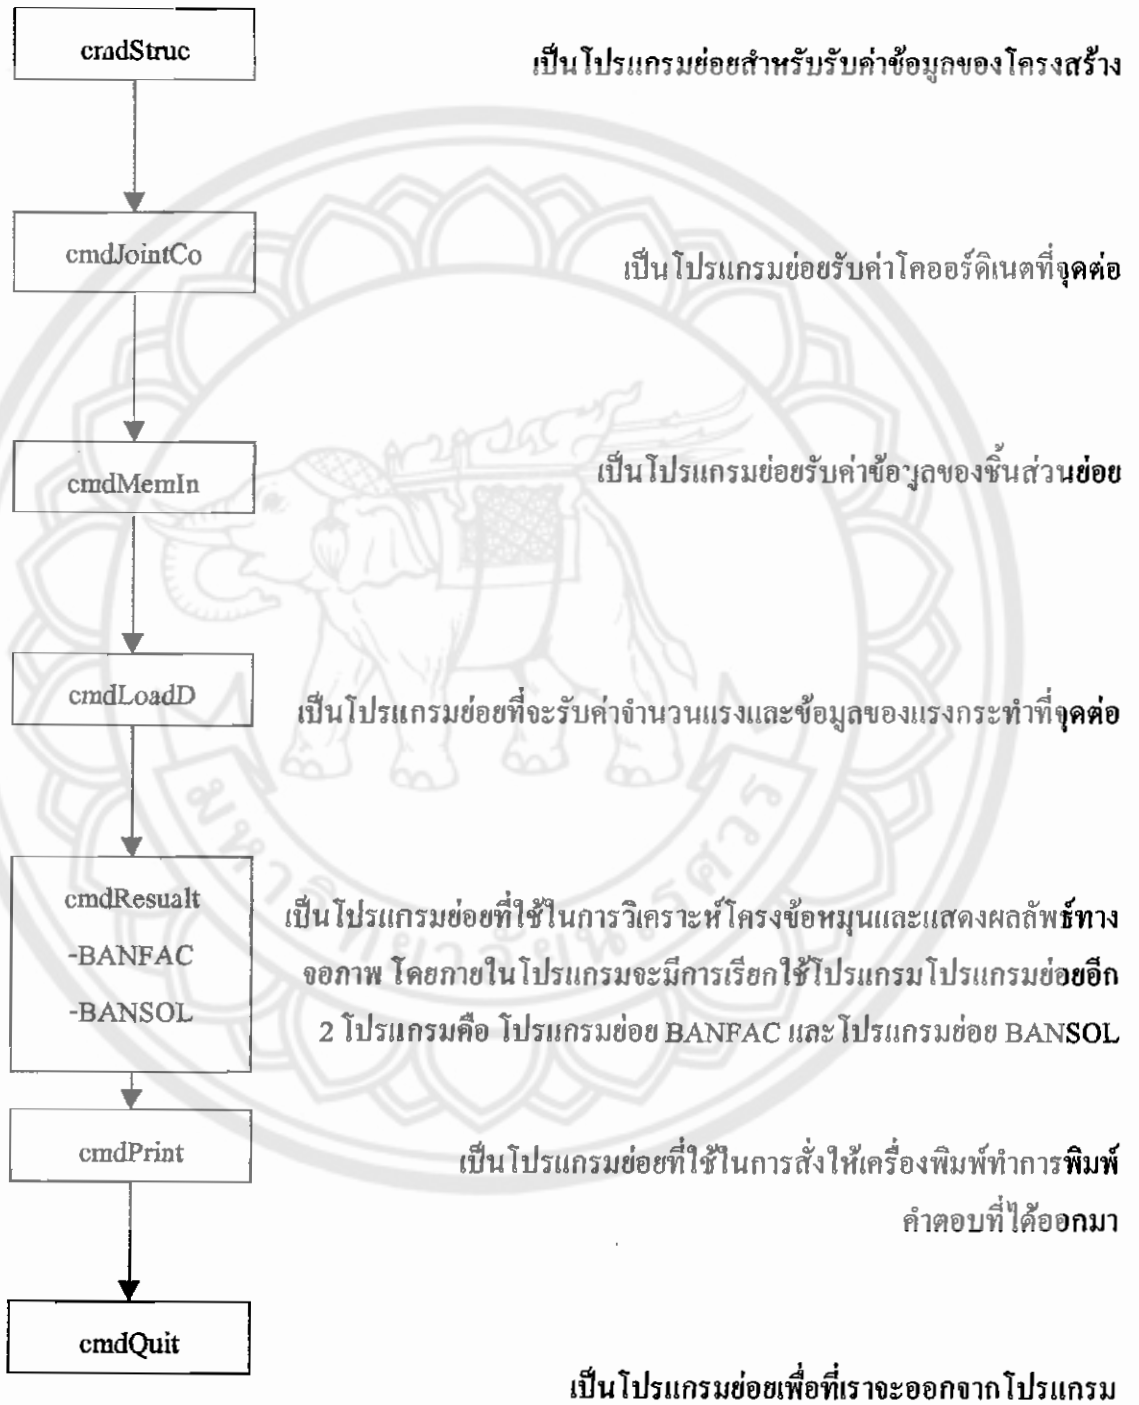 cmdStruc
เป็นโปรแกรมย่อยสำหรับรับค่าข้อมูลของโครงสร้าง
cmdJointCo
เป็นโปรแกรมย่อยรับค่าโคออร์ดิเนตที่จุดต่อ
cmdMemIn
เป็นโปรแกรมย่อยรับค่าข้อมูลของชิ้นส่วนย่อย
cmdLoadD
เป็นโปรแกรมย่อยที่จะรับค่าจำนวนแรงและข้อมูลของแรงกระทำที่จุดต่อ
cmdResualt
-BANFAC
-BANSOL
เป็นโปรแกรมย่อยที่ใช้ในการวิเคราะห์โครงข้อหมุนและแสดงผลลัพธ์ทาง
จอภาพ โดยภายในโปรแกรมจะมีการเรียกใช้โปรแกรมโปรแกรมย่อยอีก
2 โปรแกรมคือ โปรแกรมย่อย BANFAC และโปรแกรมย่อย BANSOL
cmdPrint
เป็นโปรแกรมย่อยที่ใช้ในการสั่งให้เครื่องพิมพ์ทำการพิมพ์
คำตอบที่ได้ออกมา
cmdQuit
เป็นโปรแกรมย่อยเพื่อที่เราจะออกจากโปรแกรม
มหาวิทยาลัยนเรศวร